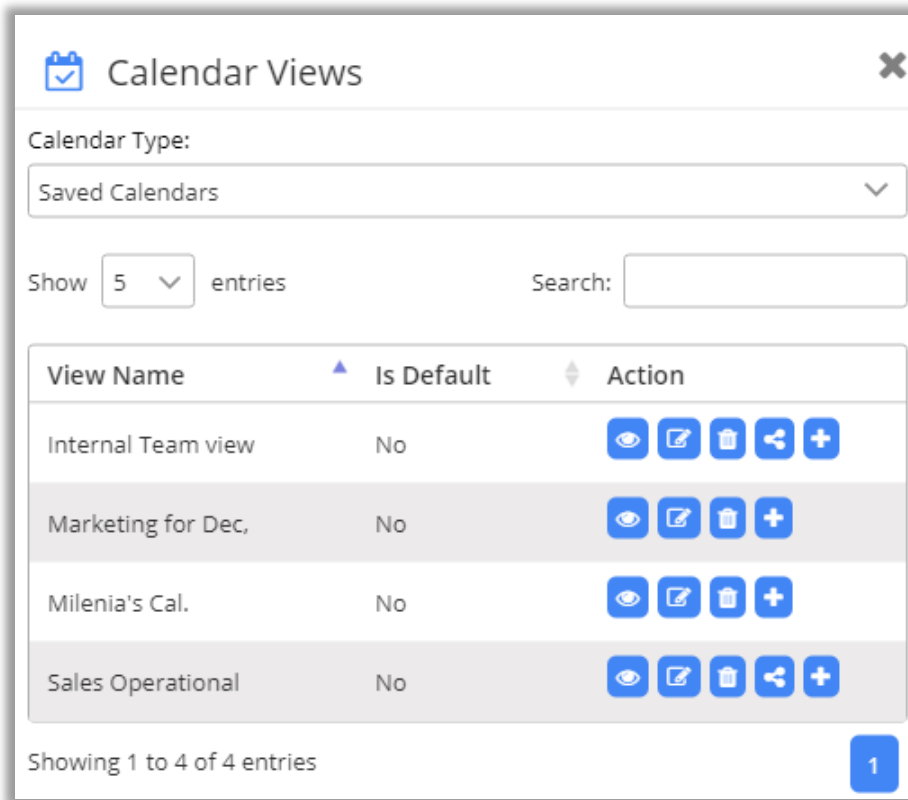 Calendar Views
Calendar Type:
Saved Calendars
Show 5 entries Search:
View Name Is Default Action
Internal Team view No
Marketing for Dec, No
Milenia's Cal. No
Sales Operational No
Showing 1 to 4 of 4 entries 1